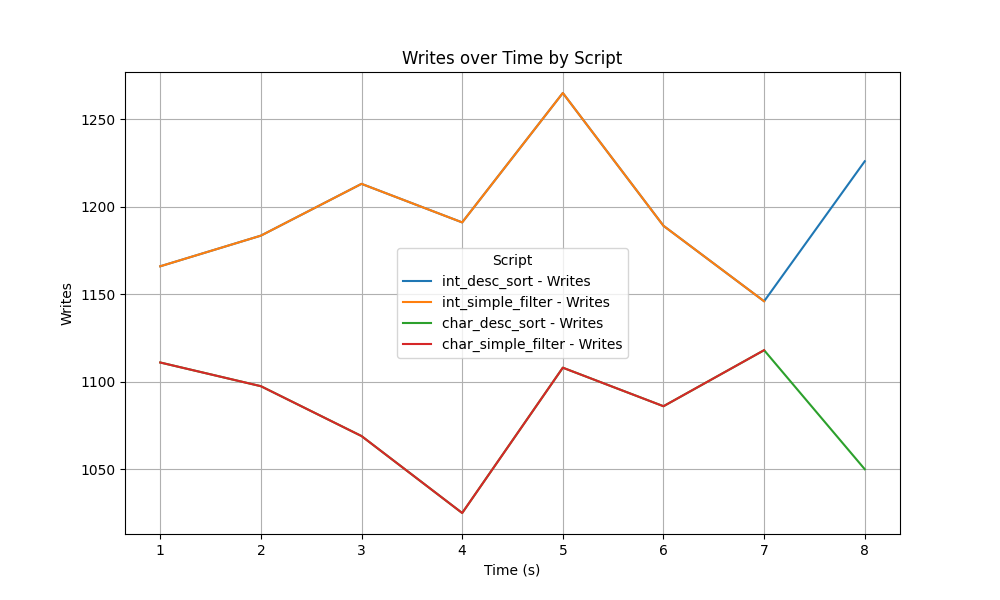 Writes over Time by Script
1250
1200
1150
1100
1050
Writes
Script
int_desc_sort - Writes
int_simple_filter - Writes
char_desc_sort - Writes
char_simple_filter - Writes
1 2 3 4 5 6 7 8
Time (s)